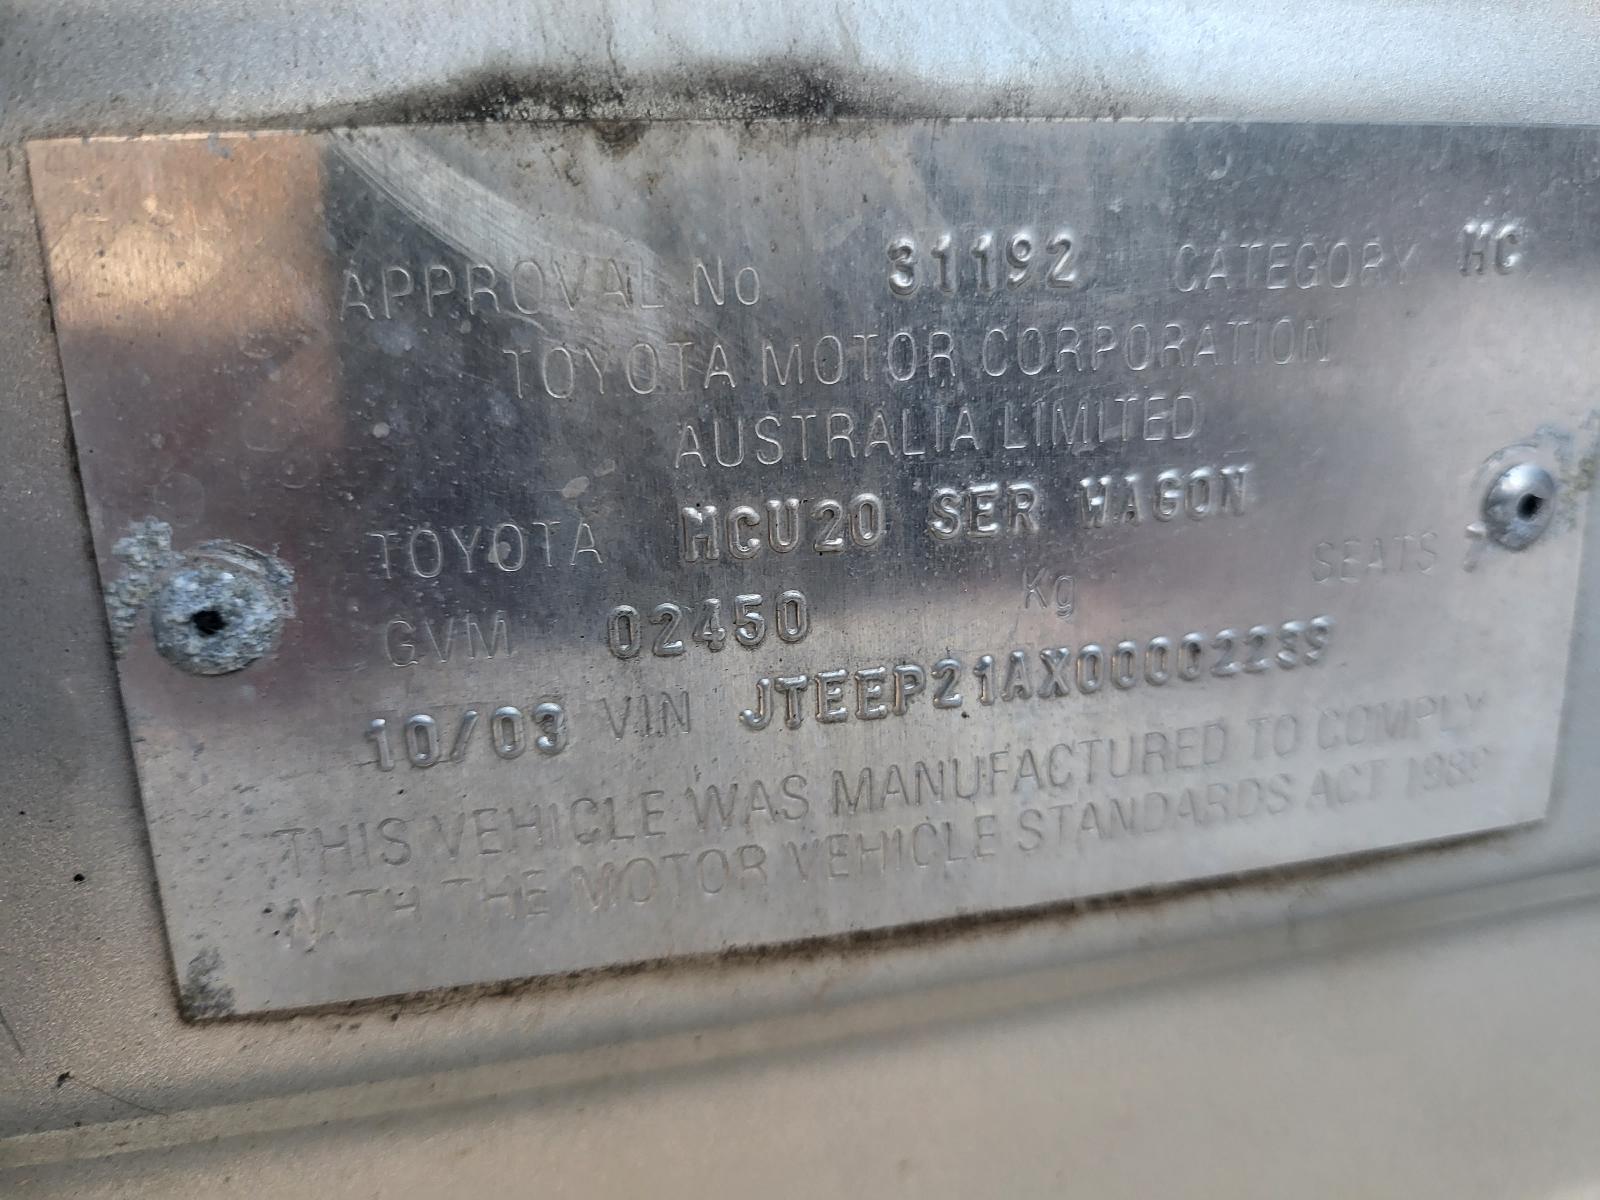 APPROVAL No 31192 CATEGORY MC
TOYOTA MOTOR CORPORATION
AUSTRALIA LIMITED
TOYOTA MCU20 SER WAGON
GVM 02450 Kg SEATS 7
10/03 VIN JTEEP21AX00002289
THIS VEHICLE WAS MANUFACTURED TO COMPLY
WITH THE MOTOR VEHICLE STANDARDS ACT 1989